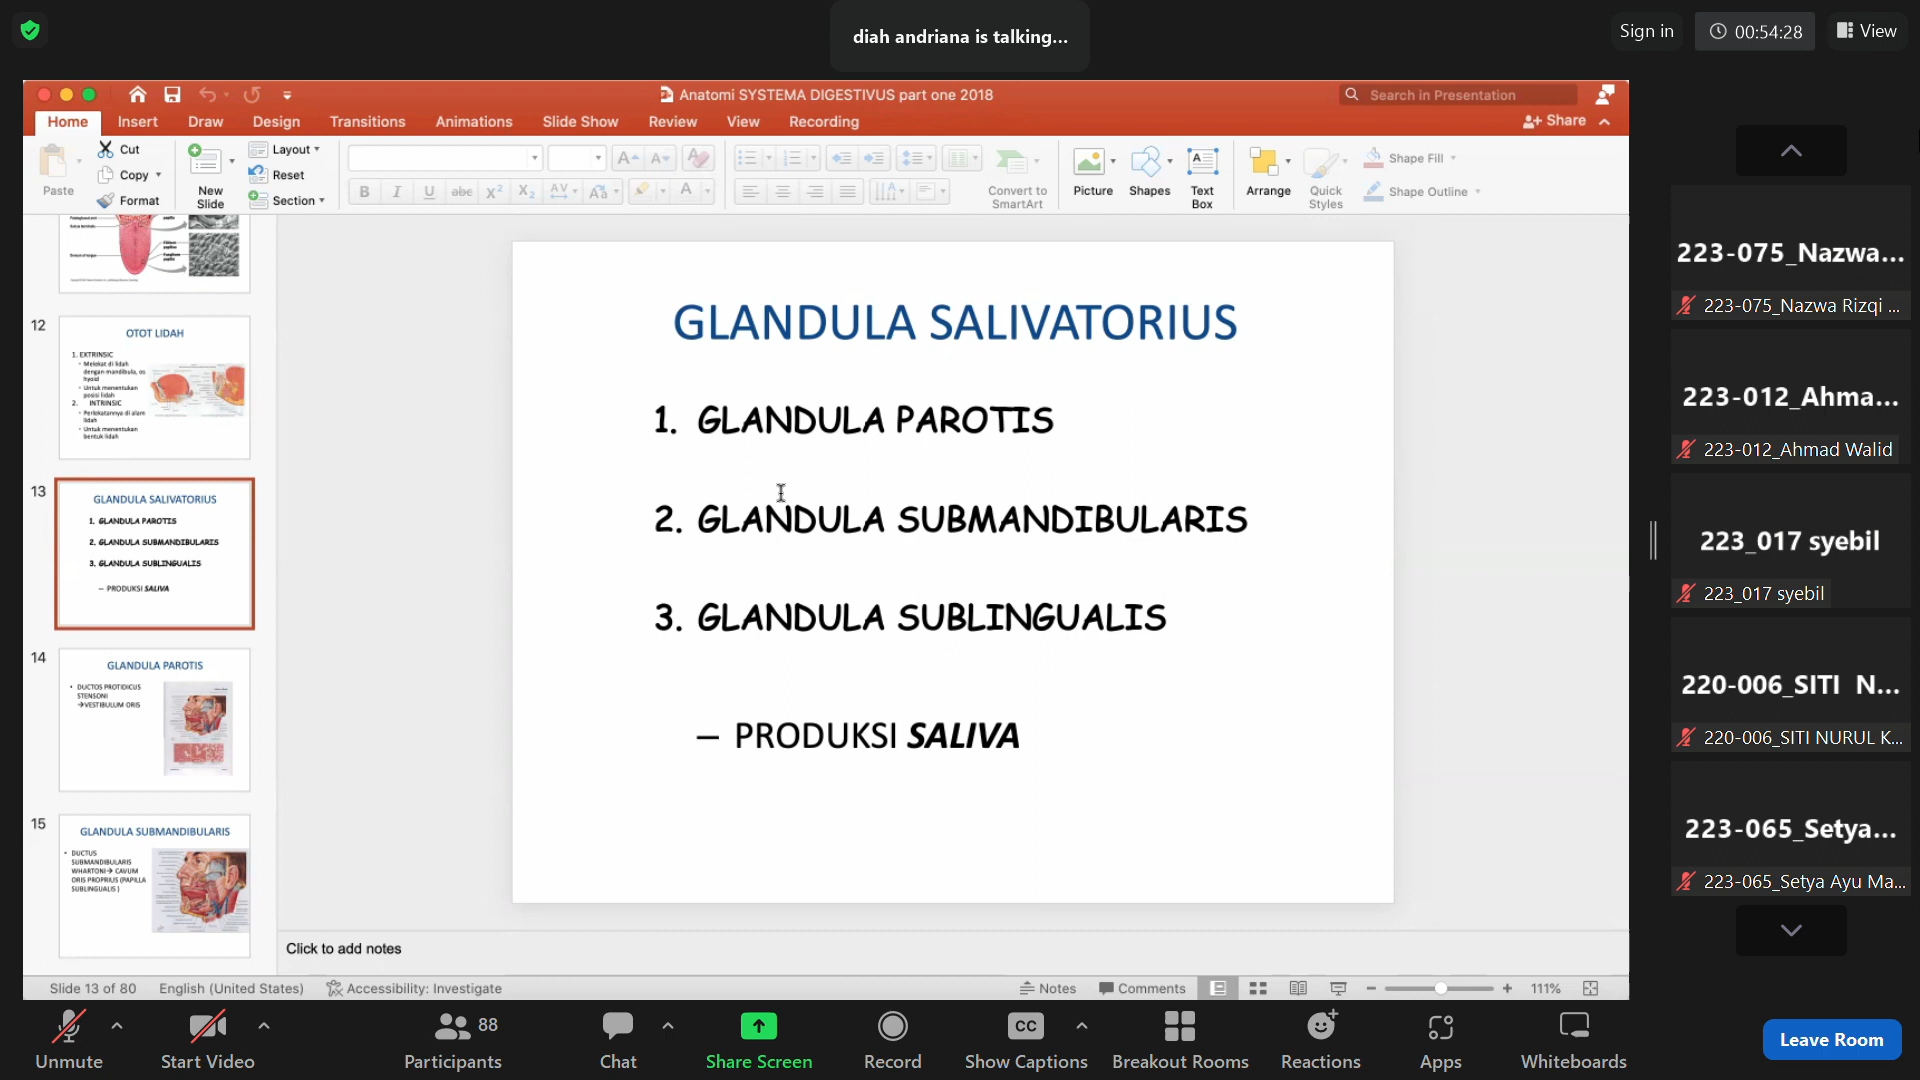 diah andriana is talking...
Sign in
00:54:28
View
Anatomi SYSTEMA DIGESTIVUS part one 2018
Search in Presentation
Home
Insert
Draw
Design
Transitions
Animations
Slide Show
Review
View
Recording
Share
Paste
Cut
Copy
Format
New
Slide
Layout
Reset
Section
B I U abc X² X₂ AV Aa A
Convert to
SmartArt
Picture
Shapes
Text
Box
Arrange
Quick
Styles
Shape Fill
Shape Outline
12
OTOT LIDAH
1. EXTRINSIC
• Melekat di lidah
dengan mandibula, os
hyoid
• Untuk menentukan
posisi lidah
2. INTRINSIC
• Perlekatannya di alam
lidah
• Untuk menentukan
bentuk lidah
13
GLANDULA SALIVATORIUS
1. GLANDULA PAROTIS
2. GLANDULA SUBMANDIBULARIS
3. GLANDULA SUBLINGUALIS
– PRODUKSI SALIVA
14
GLANDULA PAROTIS
• DUCTOS PROTIDICUS
STENSONI
→VESTIBULUM ORIS
15
GLANDULA SUBMANDIBULARIS
• DUCTUS
SUBMANDIBULARIS
WHARTONI→ CAVUM
ORIS PROPRIUS (PAPILLA
SUBLINGUALIS )
GLANDULA SALIVATORIUS
1. GLANDULA PAROTIS
2. GLANDULA SUBMANDIBULARIS
3. GLANDULA SUBLINGUALIS
– PRODUKSI SALIVA
Click to add notes
Slide 13 of 80
English (United States)
Accessibility: Investigate
Notes
Comments
111%
223-075_Nazwa...
223-075_Nazwa Rizqi ...
223-012_Ahma...
223-012_Ahmad Walid
223_017 syebil
223_017 syebil
220-006_SITI N...
220-006_SITI NURUL K...
223-065_Setya...
223-065_Setya Ayu Ma...
Unmute
Start Video
88
Participants
Chat
Share Screen
Record
CC
Show Captions
Breakout Rooms
Reactions
Apps
Whiteboards
Leave Room